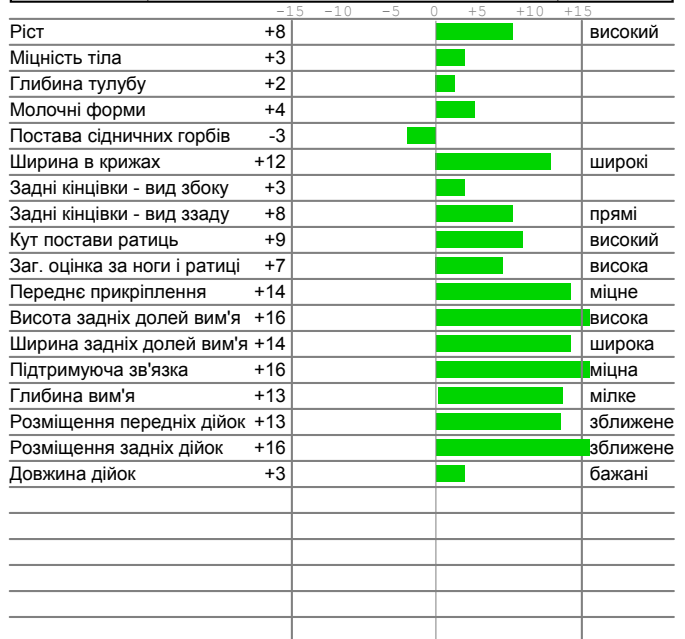 -15 -10 -5 0 +5 +10 +15
Ріст +8 високий
Міцність тіла +3
Глибина тулубу +2
Молочні форми +4
Постава сідничних горбів -3
Ширина в крижах +12 широкі
Задні кінцівки - вид збоку +3
Задні кінцівки - вид ззаду +8 прямі
Кут постави ратиць +9 високий
Заг. оцінка за ноги і ратиці +7 висока
Переднє прикріплення +14 міцне
Висота задніх долей вим'я +16 висока
Ширина задніх долей вим'я +14 широка
Підтримуюча зв'язка +16 міцна
Глибина вим'я +13 мілке
Розміщення передніх дійок +13 зближене
Розміщення задніх дійок +16 зближене
Довжина дійок +3 бажані